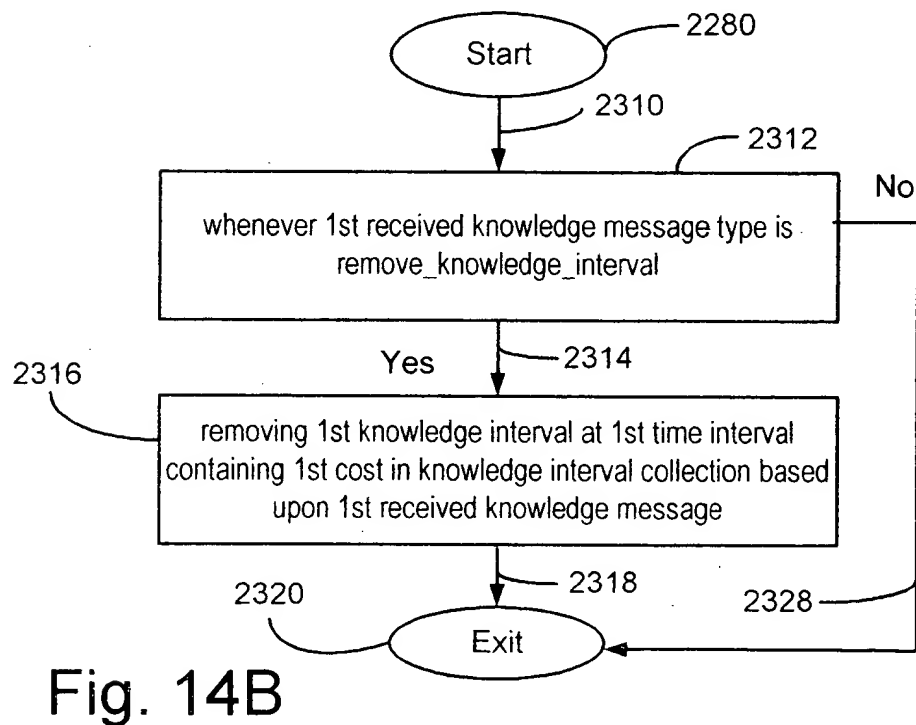 2280
Start
2310
2312
No
whenever 1st received knowledge message type is
remove_knowledge_interval
Yes
2314
2316
removing 1st knowledge interval at 1st time interval
containing 1st cost in knowledge interval collection based
upon 1st received knowledge message
2318
2320
2328
Exit
Fig. 14B